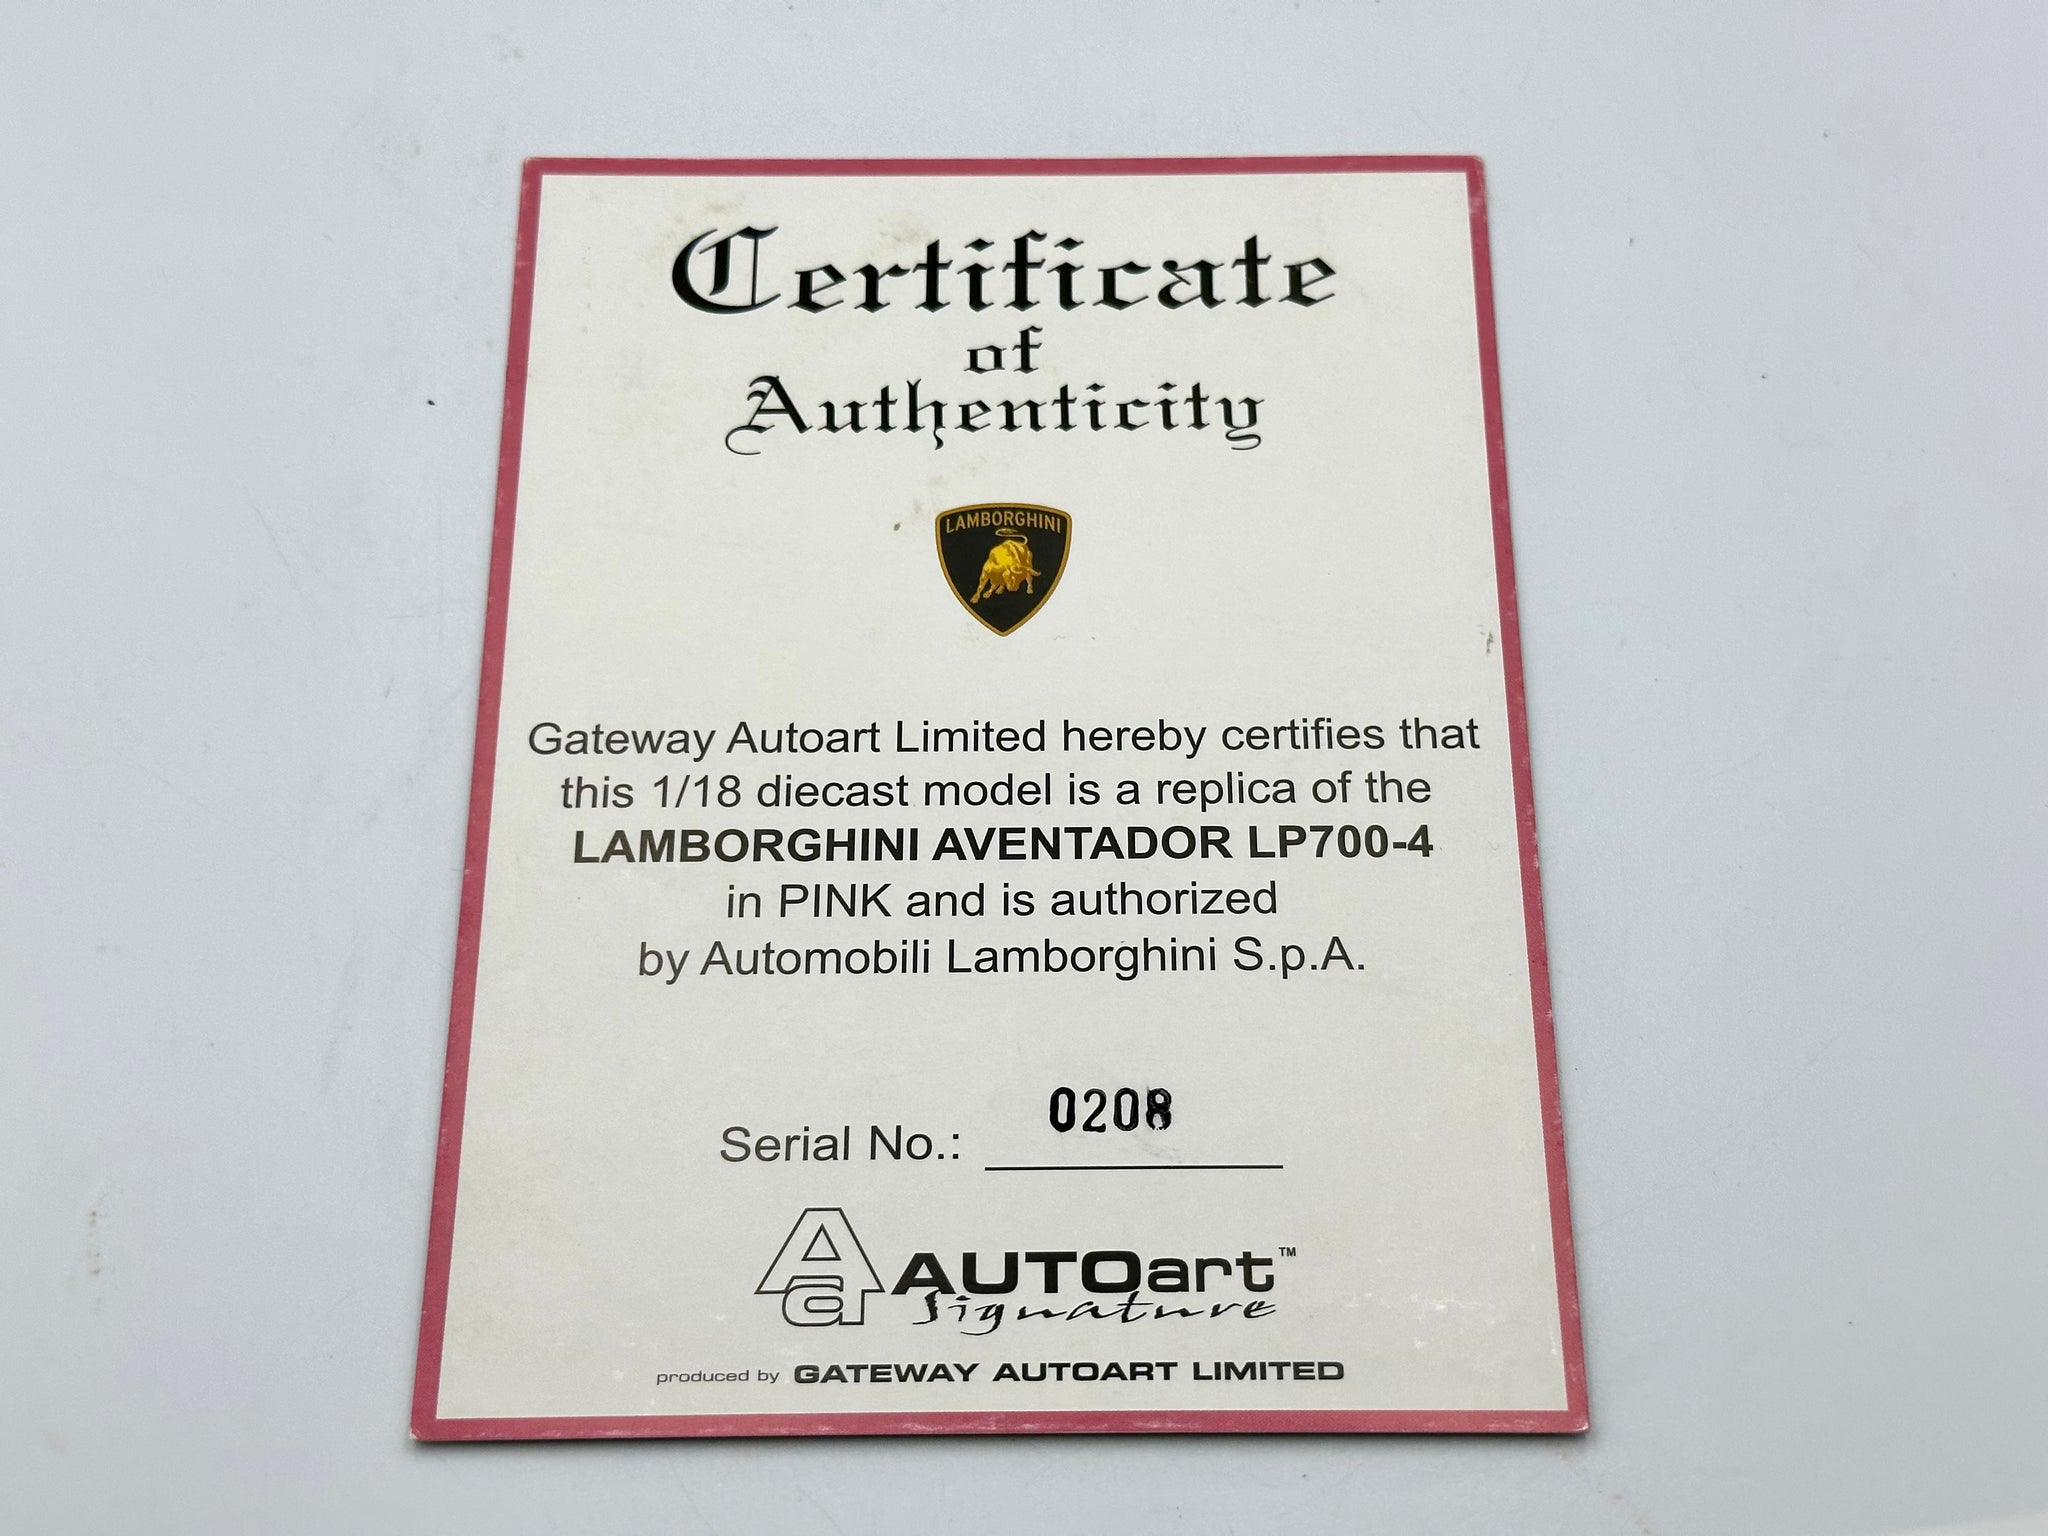 Certificate
of
Authenticity
LAMBORGHINI
Gateway Autoart Limited hereby certifies that
this 1/18 diecast model is a replica of the
LAMBORGHINI AVENTADOR LP700-4
in PINK and is authorized
by Automobili Lamborghini S.p.A.
Serial No.: 0208
Aar AUTOart™
Signature
produced by GATEWAY AUTOART LIMITED